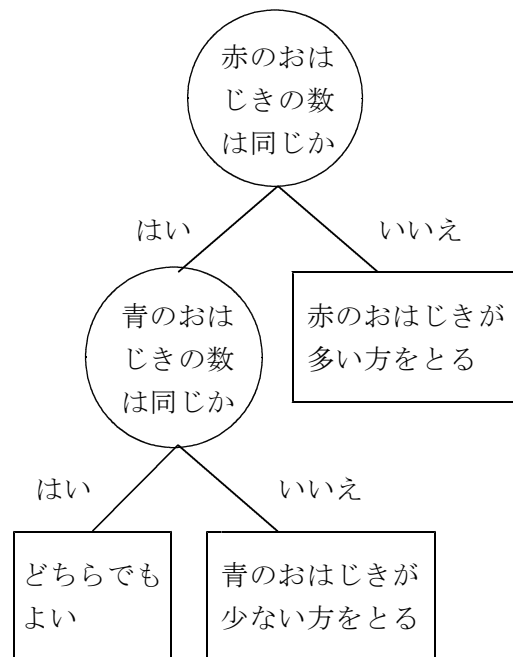 赤のおは
じきの数
は同じか
はい
いいえ
青のおは
じきの数
は同じか
赤のおはじきが
多い方をとる
はい
いいえ
どちらでも
よい
青のおはじきが
少ない方をとる